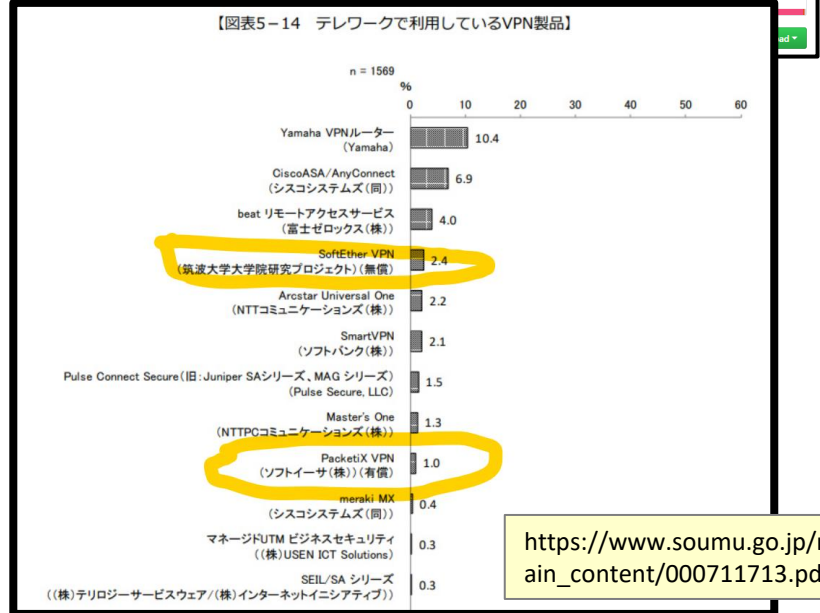 【図表5－14　テレワークで利用しているVPN製品】
n = 1569
%
0 10 20 30 40 50 60
Yamaha VPNルーター
(Yamaha)
10.4
CiscoASA/AnyConnect
(シスコシステムズ(同))
6.9
beat リモートアクセスサービス
(富士ゼロックス(株))
4.0
SoftEther VPN
(筑波大学大学院研究プロジェクト)(無償)
2.4
Arcstar Universal One
(NTTコミュニケーションズ(株))
2.2
SmartVPN
(ソフトバンク(株))
2.1
Pulse Connect Secure(旧:Juniper SAシリーズ、MAG シリーズ)
(Pulse Secure, LLC)
1.5
Master's One
(NTTPCコミュニケーションズ(株))
1.3
PacketiX VPN
(ソフトイーサ(株))(有償)
1.0
meraki MX
(シスコシステムズ(同))
0.4
マネージドUTM ビジネスセキュリティ
((株)USEN ICT Solutions)
0.3
SEIL/SA シリーズ
((株)テリロジーサービスウェア/(株)インターネットイニシアティブ))
0.3
https://www.soumu.go.jp/
ain_content/000711713.pd